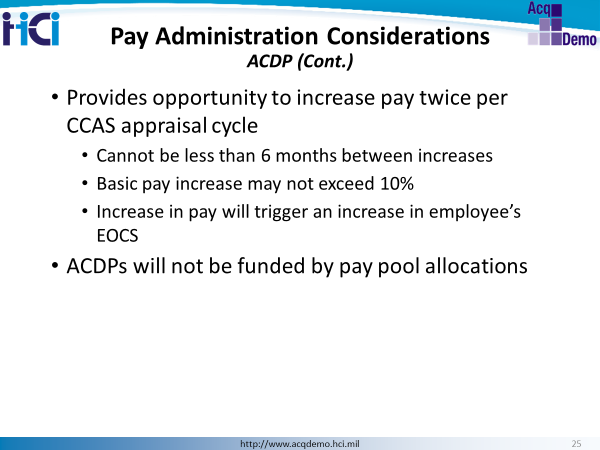 HCi
Acq
Demo
Pay Administration Considerations
ACDP (Cont.)
• Provides opportunity to increase pay twice per
CCAS appraisal cycle
• Cannot be less than 6 months between increases
• Basic pay increase may not exceed 10%
• Increase in pay will trigger an increase in employee’s
EOCS
• ACDPs will not be funded by pay pool allocations
http://www.acqdemo.hci.mil
25